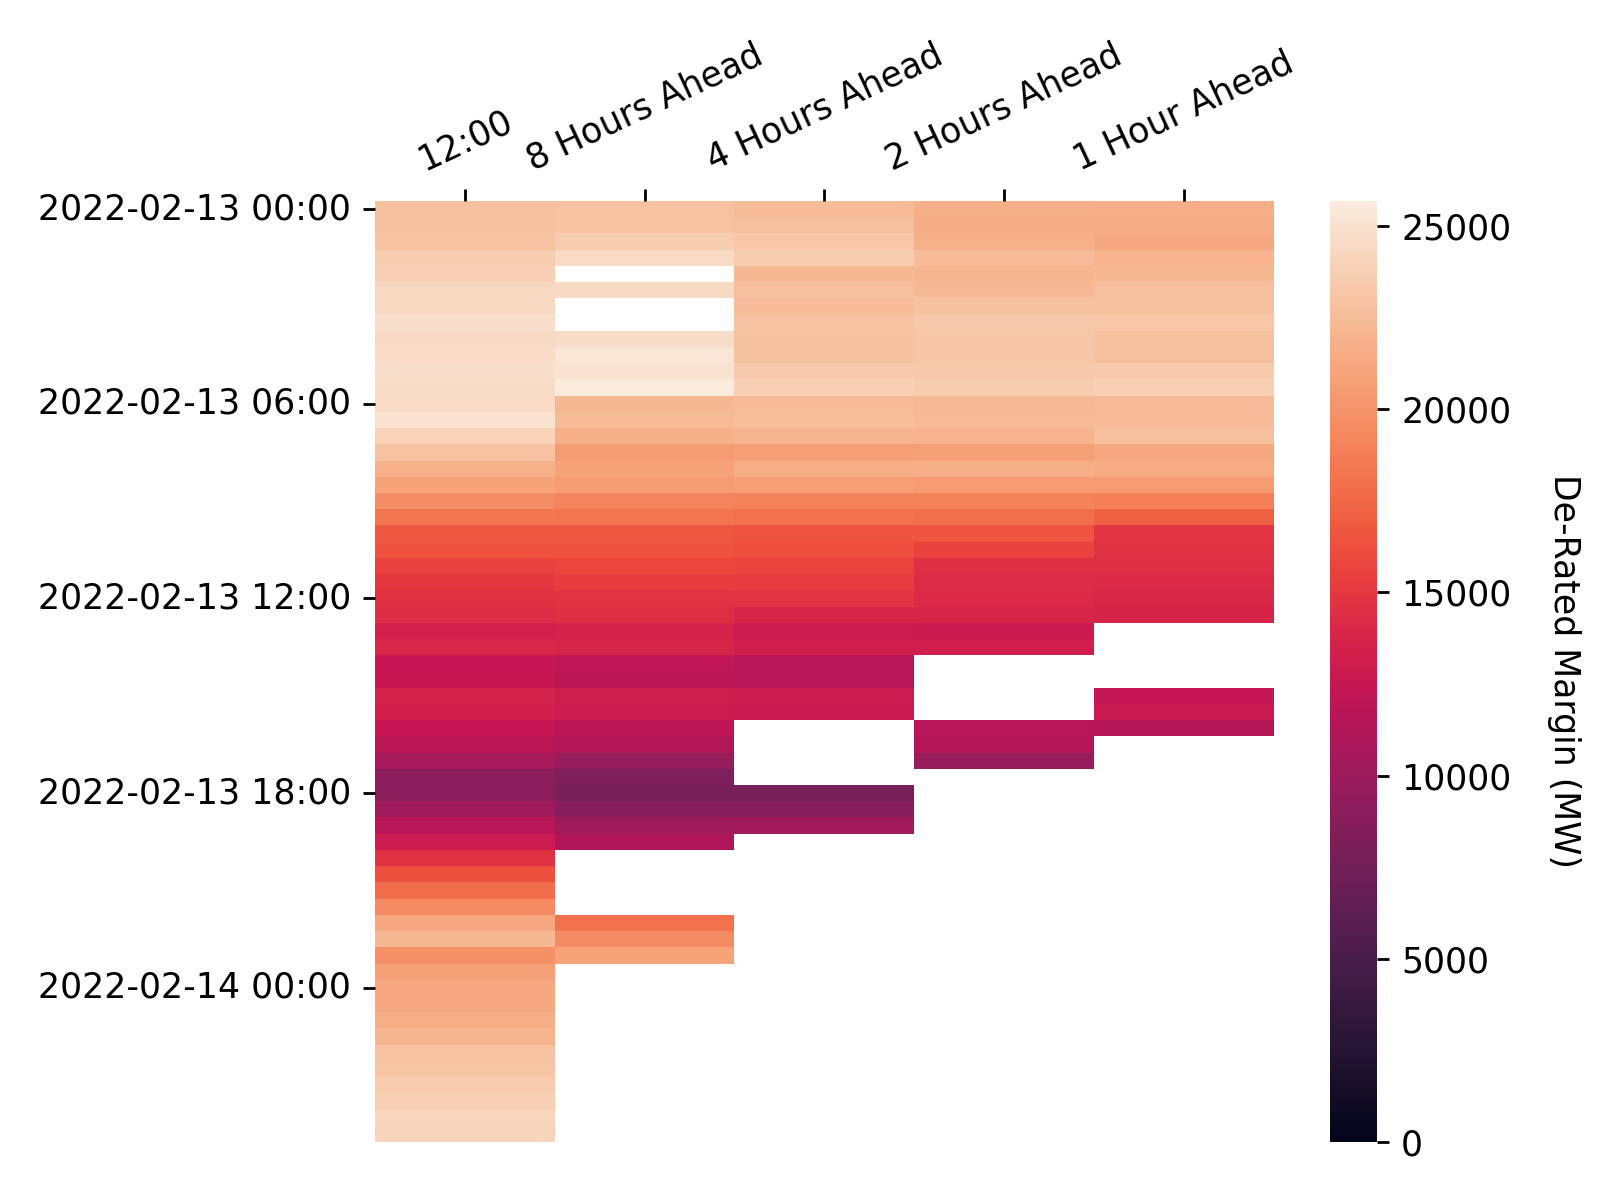 12:00
8 Hours Ahead
4 Hours Ahead
2 Hours Ahead
1 Hour Ahead
2022-02-13 00:00
2022-02-13 06:00
2022-02-13 12:00
2022-02-13 18:00
2022-02-14 00:00
25000
20000
15000
10000
5000
0
De-Rated Margin (MW)